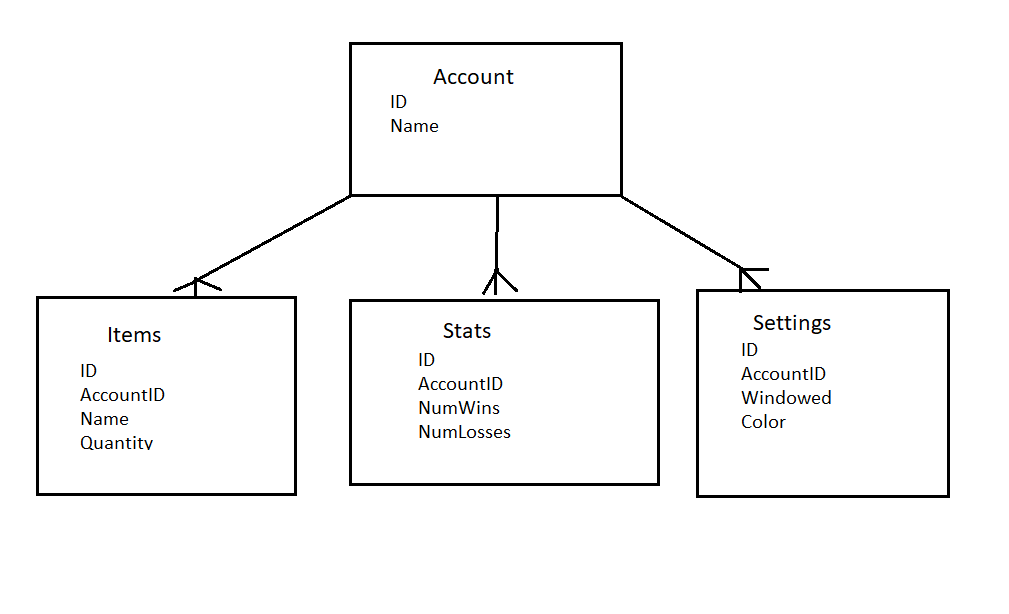 Account
ID
Name
Items
ID
AccountID
Name
Quantity
Stats
ID
AccountID
NumWins
NumLosses
Settings
ID
AccountID
Windowed
Color